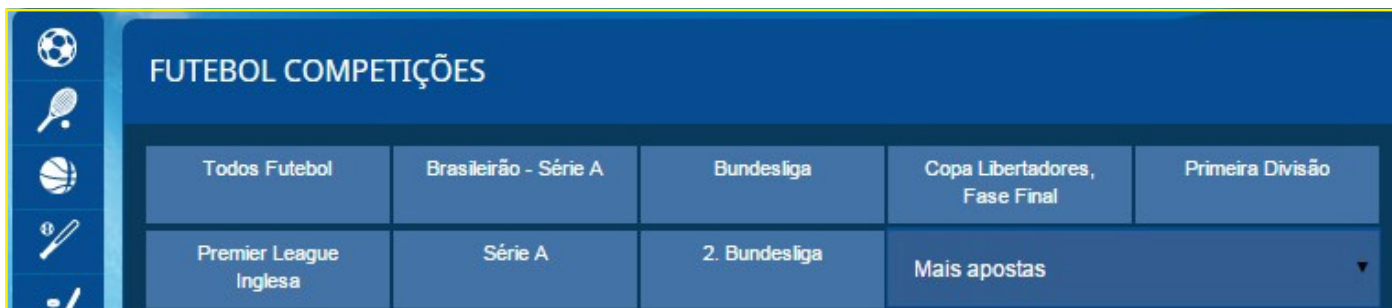 FUTEBOL COMPETIÇÕES
Todos Futebol
Brasileirão - Série A
Bundesliga
Copa Libertadores,
Fase Final
Primeira Divisão
Premier League
Inglesa
Série A
2. Bundesliga
Mais apostas